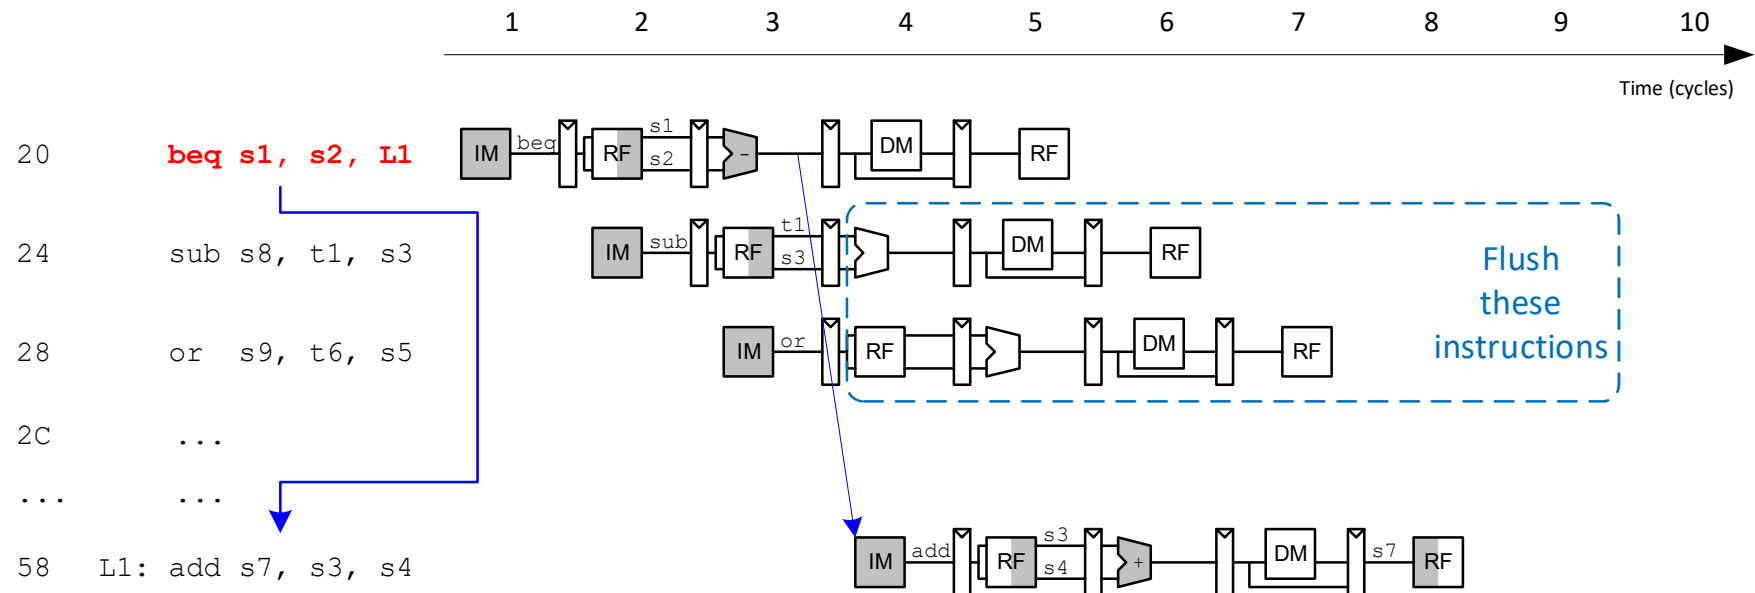 1 2 3 4 5 6 7 8 9 10
Time (cycles)
20 beq s1, s2, L1 IM beq RF s1 s2 - DM RF
24 sub s8, t1, s3 IM sub RF t1 s3 DM RF
28 or s9, t6, s5 IM or RF DM RF
Flush
these
instructions
2C ...
... ...
58 L1: add s7, s3, s4 IM add RF s3 s4 + DM s7 RF